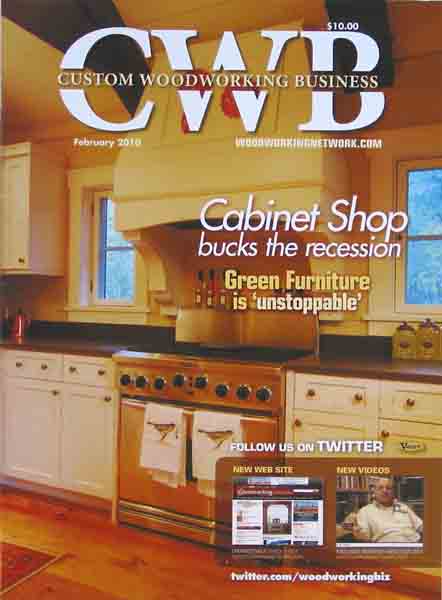 $10.00
CWB
CUSTOM WOODWORKING BUSINESS
February 2010
WOODWORKINGNETWORK.COM
Cabinet Shop
bucks the recession
Green Furniture
is 'unstoppable'
FOLLOW US ON TWITTER
NEW WEB SITE
NEW VIDEOS
twitter.com/woodworkingbiz